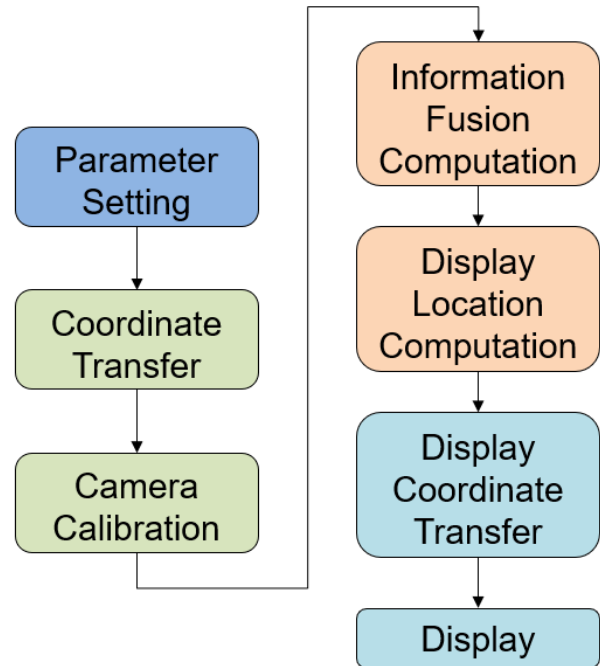 Parameter
Setting
Coordinate
Transfer
Camera
Calibration
Information
Fusion
Computation
Display
Location
Computation
Display
Coordinate
Transfer
Display